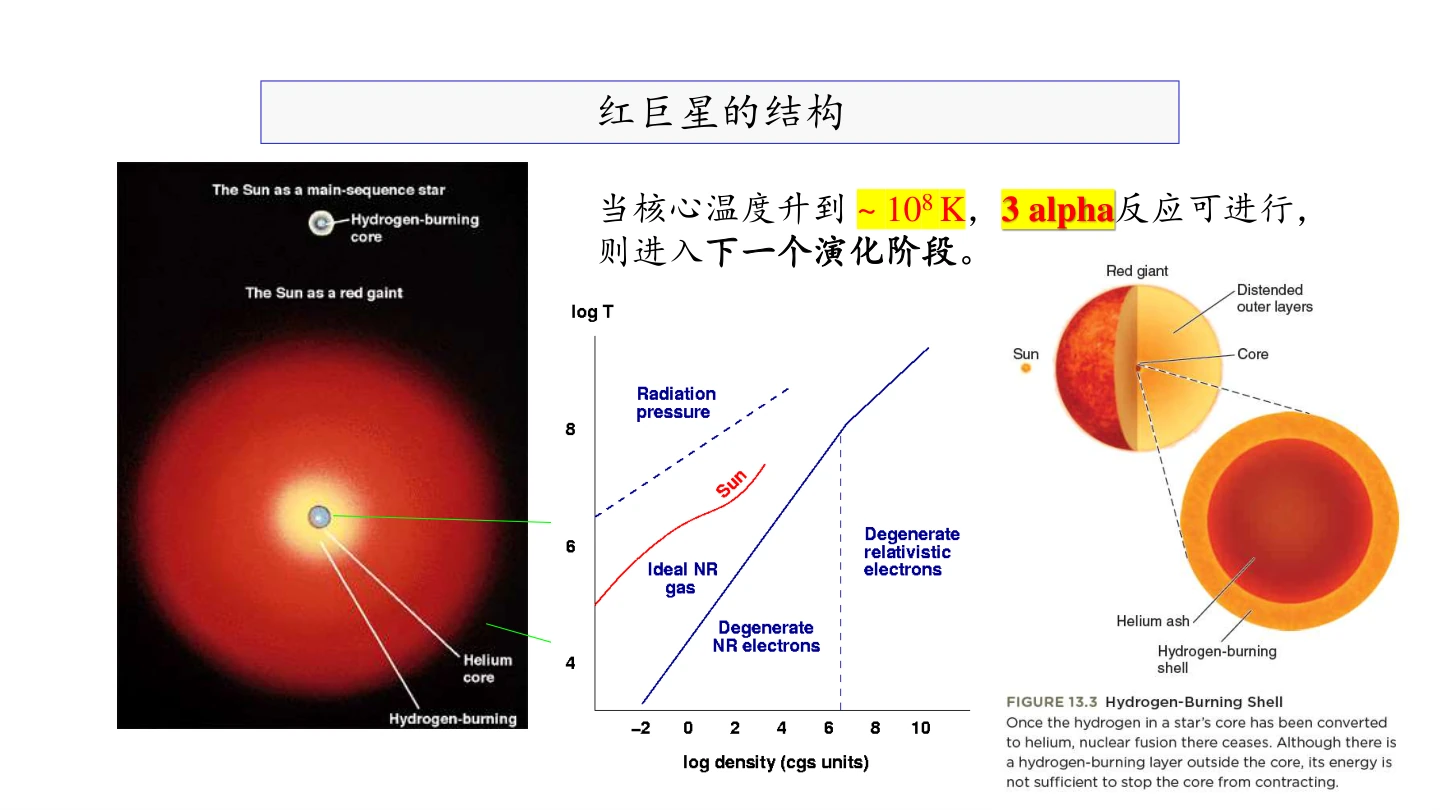 红巨星的结构
The Sun as a main-sequence star
Hydrogen-burning
core
The Sun as a red gaint
Helium
core
Hydrogen-burning
当核心温度升到 ~ 10⁸ K，3 alpha反应可进行，
则进入下一个演化阶段。
log T
8
6
4
Radiation
pressure
Sun
Ideal NR
gas
Degenerate
NR electrons
Degenerate
relativistic
electrons
−2 0 2 4 6 8 10
log density (cgs units)
Red giant
Distended
outer layers
Sun
Core
Helium ash
Hydrogen-burning
shell
FIGURE 13.3 Hydrogen-Burning Shell
Once the hydrogen in a star’s core has been converted
to helium, nuclear fusion there ceases. Although there is
a hydrogen-burning layer outside the core, its energy is
not sufficient to stop the core from contracting.